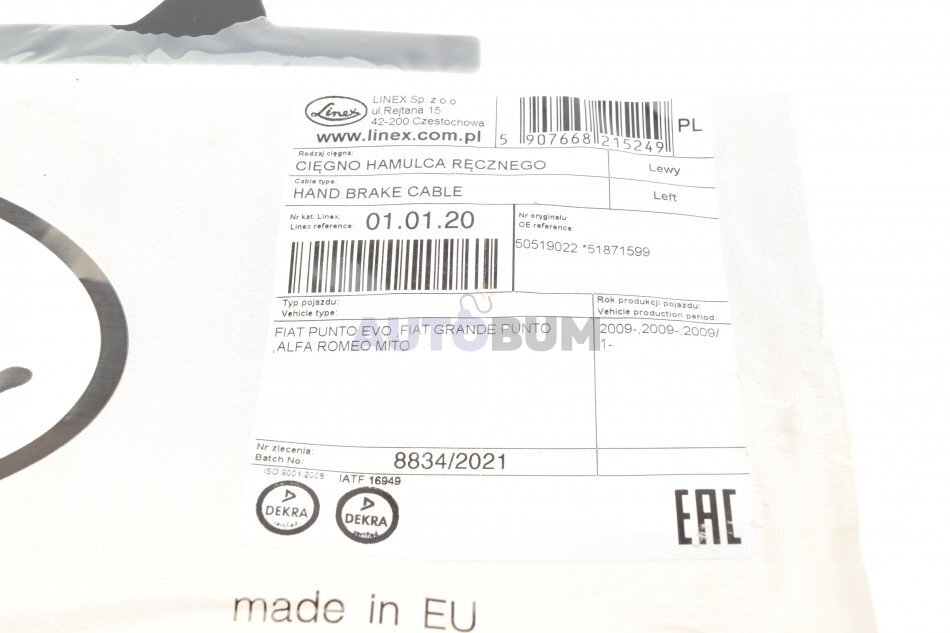 Linex
LINEX Sp. z o o
ul.Rejtana 15
42-200 Częstochowa
www.linex.com.pl
5 907668 215249
PL
Rodzaj cięgna:
CIĘGNO HAMULCA RĘCZNEGO
Lewy
Cable type:
HAND BRAKE CABLE
Left
Nr kat. Linex:
Linex reference:
01.01.20
Nr oryginału:
OE reference:
50519022 *51871599
Typ pojazdu:
Vehicle type:
Rok produkcji pojazdu:
Vehicle production period:
FIAT PUNTO EVO ,FIAT GRANDE PUNTO
,ALFA ROMEO MITO
2009-,2009-,2009/
1-
AUTOBUM
Nr zlecenia:
Batch No:
8834/2021
ISO 9001:2008
IATF 16949
DEKRA
certified
DEKRA
certified
EAC
made in EU